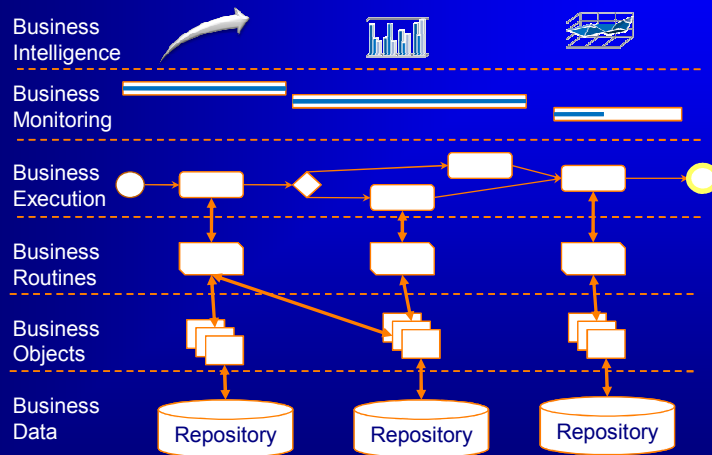 Business
Intelligence
Business
Monitoring
Business
Execution
Business
Routines
Business
Objects
Business
Data
Repository
Repository
Repository